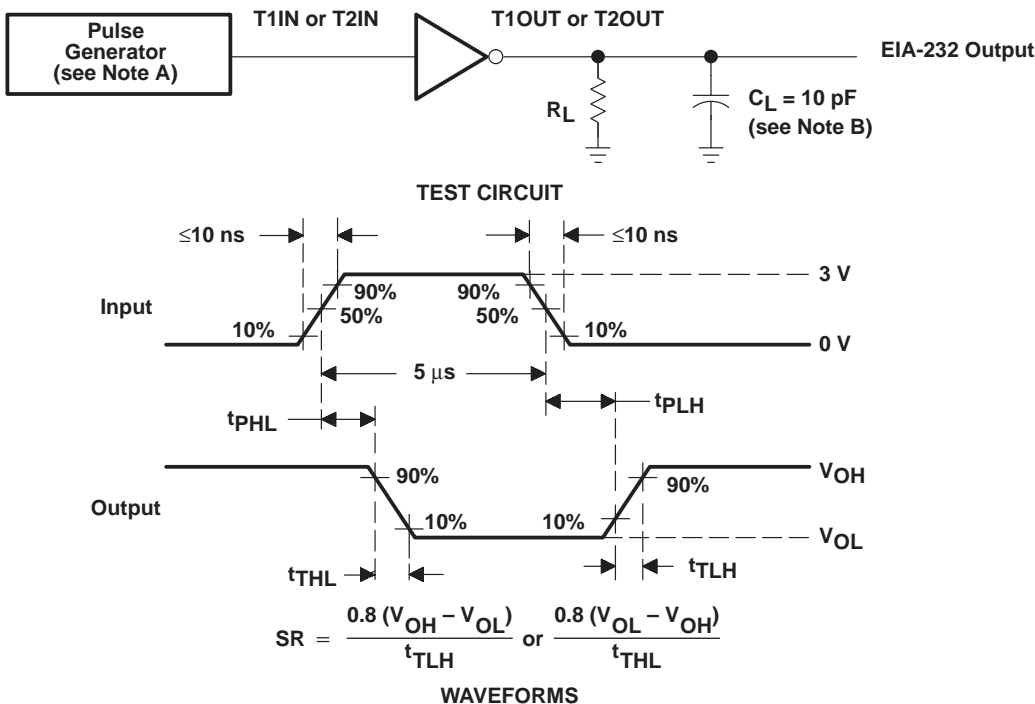 T1IN or T2IN
T1OUT or T2OUT
Pulse
Generator
(see Note A)
EIA-232 Output
RL
CL = 10 pF
(see Note B)
TEST CIRCUIT
≤10 ns
≤10 ns
3 V
Input
90%
90%
50%
50%
10%
10%
0 V
5 μs
tPHL
tPLH
90%
90%
VOH
Output
10%
10%
VOL
tTHL
tTLH
SR = 0.8 (VOH – VOL) / tTLH or 0.8 (VOL – VOH) / tTHL
WAVEFORMS